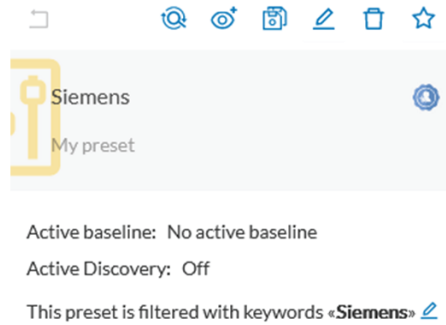 Siemens
My preset
Active baseline: No active baseline
Active Discovery: Off
This preset is filtered with keywords «Siemens»